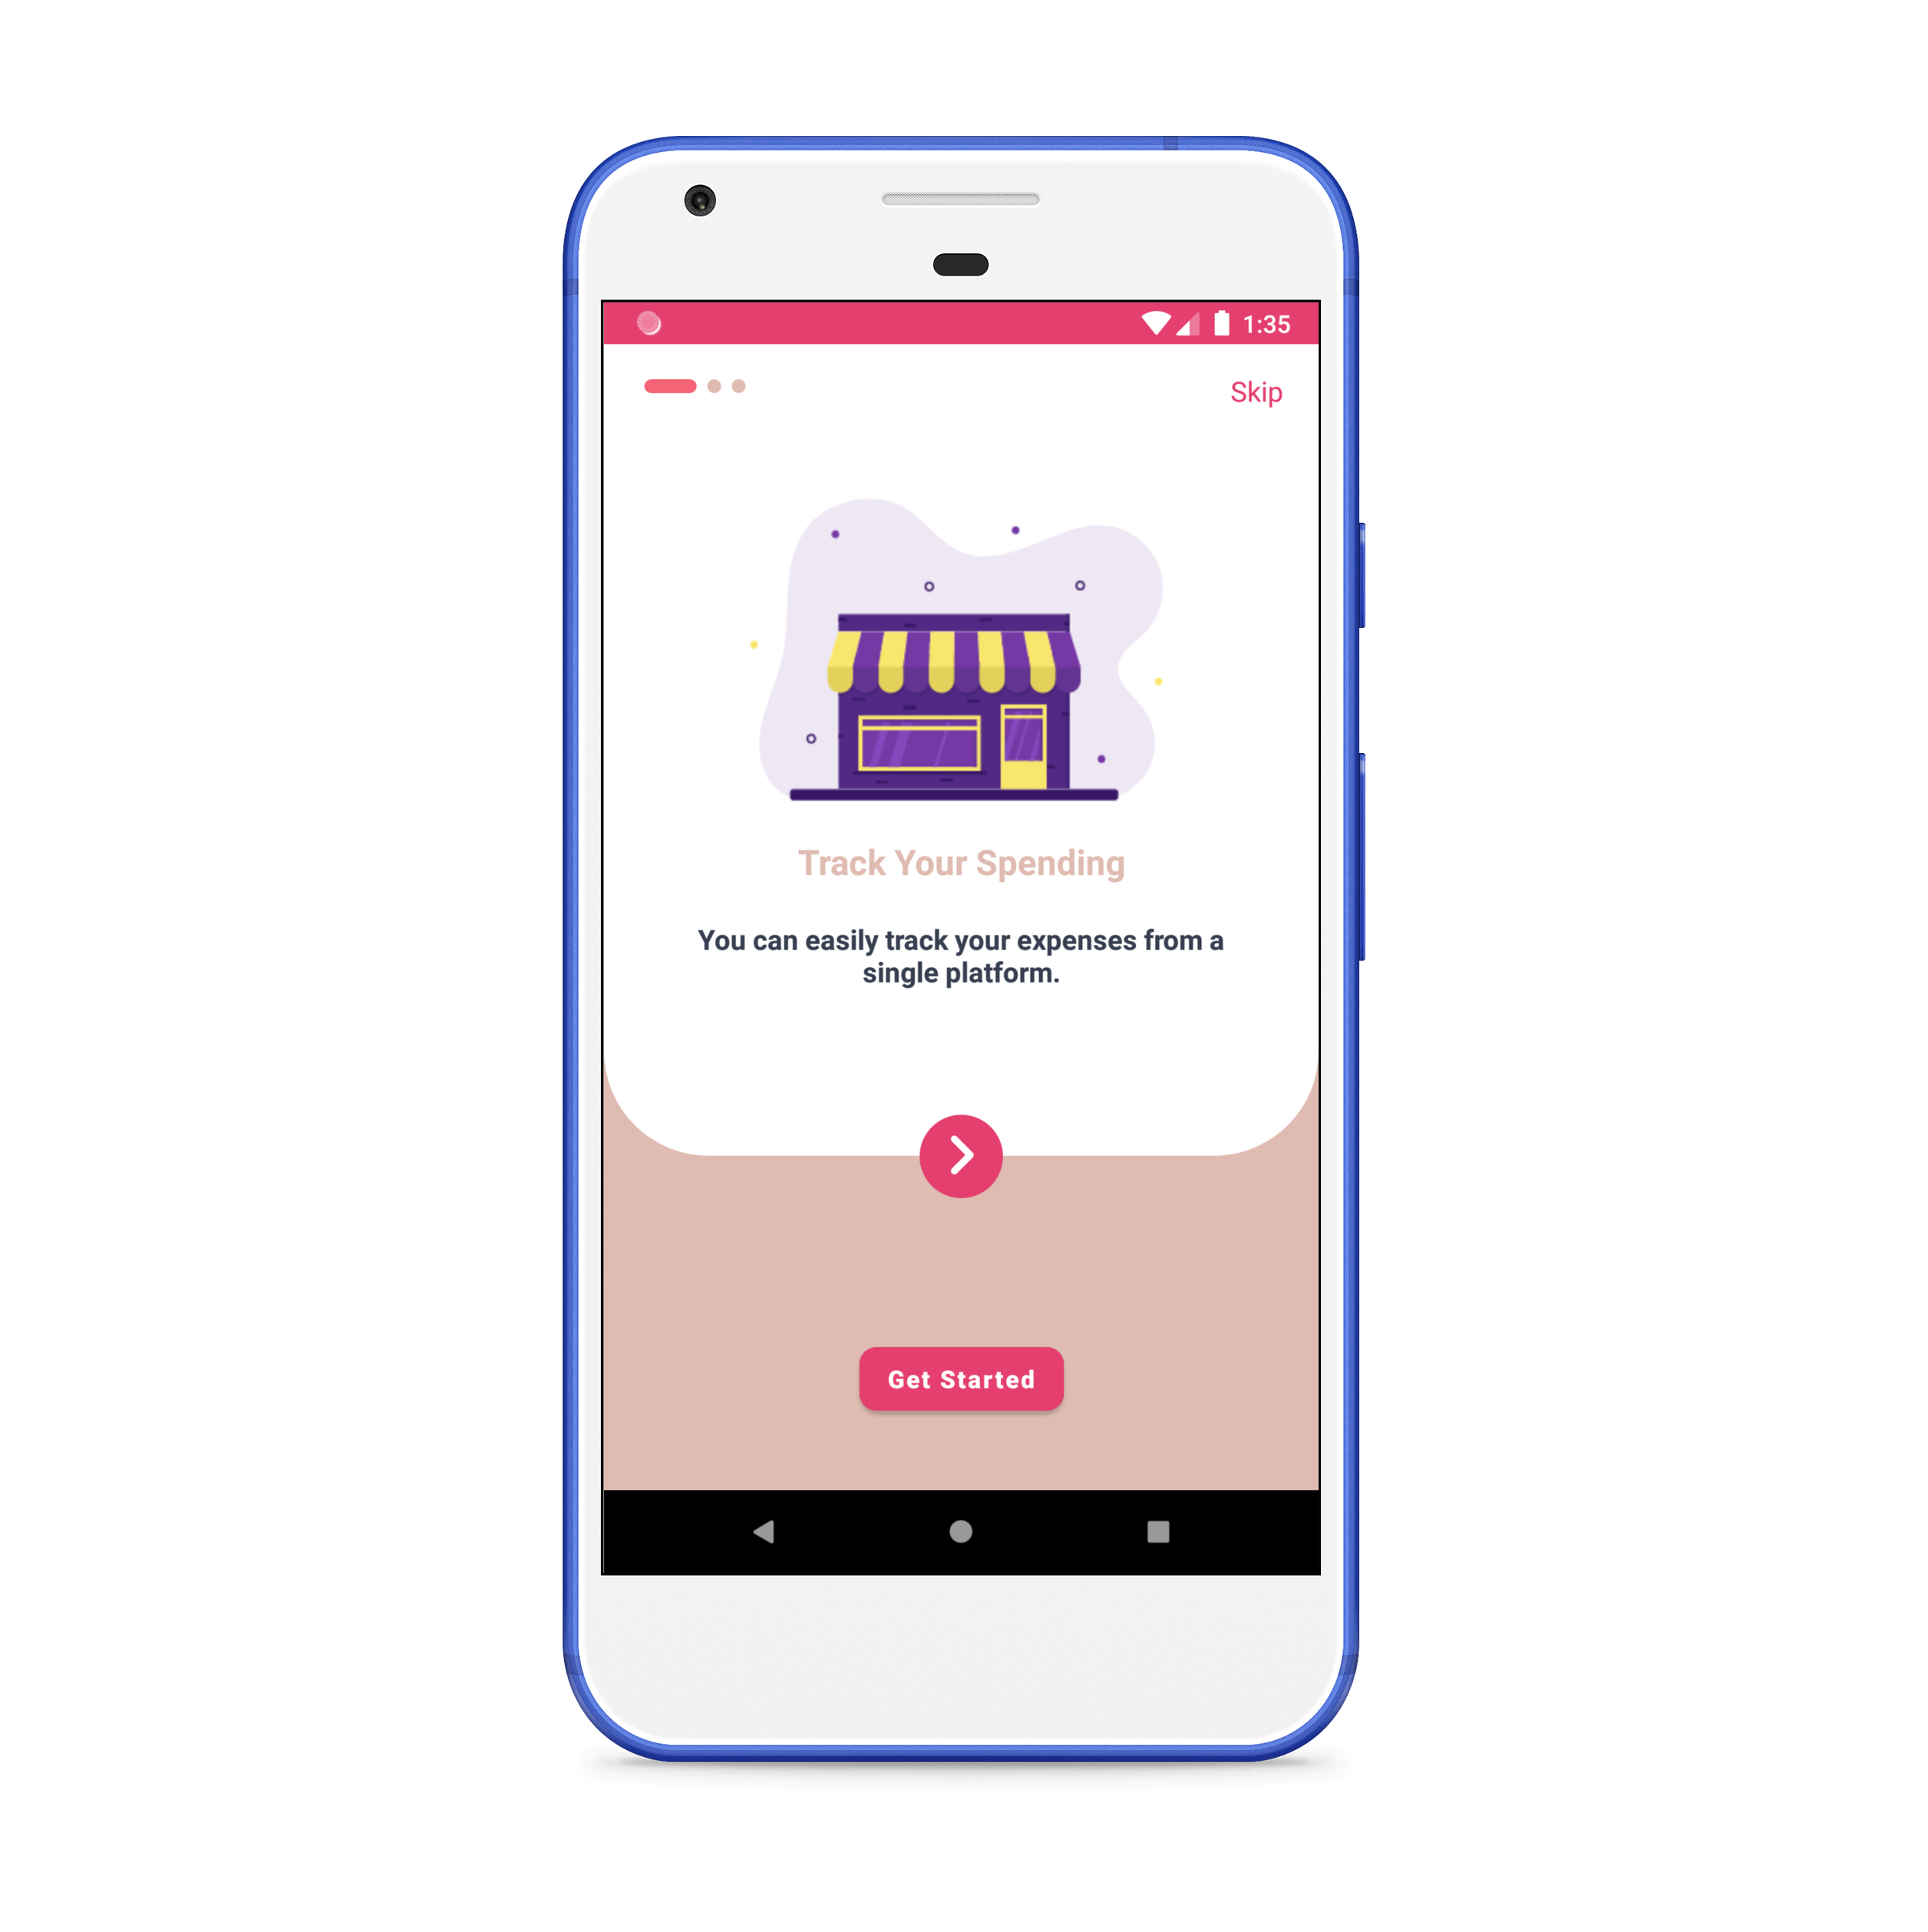 1:35
Skip
Track Your Spending
You can easily track your expenses from a
single platform.
Get Started